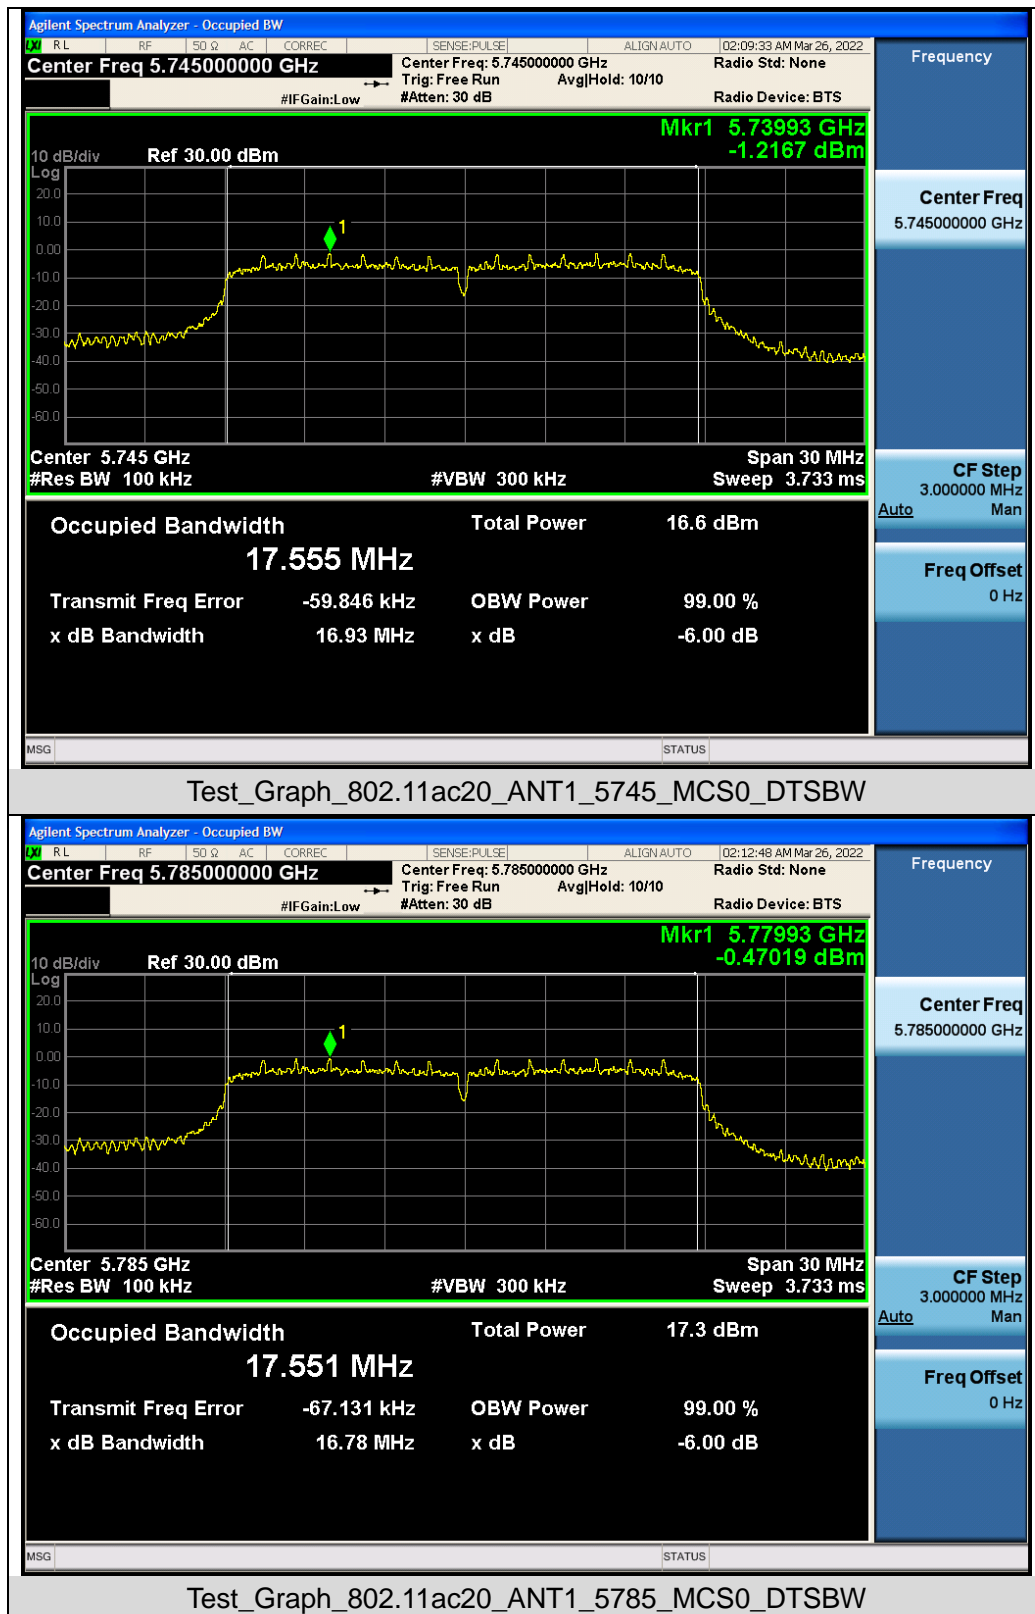 Agilent Spectrum Analyzer - Occupied BW
LXI RL RF 50 Ω AC CORREC SENSE:PULSE ALIGN AUTO 02:09:33 AM Mar 26, 2022
Center Freq 5.745000000 GHz Center Freq: 5.745000000 GHz Radio Std: None Frequency
Trig: Free Run Avg|Hold: 10/10
#IFGain:Low #Atten: 30 dB Radio Device: BTS
Mkr1 5.73993 GHz
10 dB/div Ref 30.00 dBm -1.2167 dBm
Log
20.0
10.0
0.00
-10.0
-20.0
-30.0
-40.0
-50.0
-60.0
1
Center 5.745 GHz Span 30 MHz
#Res BW 100 kHz #VBW 300 kHz Sweep 3.733 ms
Center Freq
5.745000000 GHz
CF Step
3.000000 MHz
Auto Man
Freq Offset
0 Hz
Occupied Bandwidth Total Power 16.6 dBm
17.555 MHz
Transmit Freq Error -59.846 kHz OBW Power 99.00 %
x dB Bandwidth 16.93 MHz x dB -6.00 dB
MSG STATUS
Test_Graph_802.11ac20_ANT1_5745_MCS0_DTSBW
Agilent Spectrum Analyzer - Occupied BW
LXI RL RF 50 Ω AC CORREC SENSE:PULSE ALIGN AUTO 02:12:48 AM Mar 26, 2022
Center Freq 5.785000000 GHz Center Freq: 5.785000000 GHz Radio Std: None Frequency
Trig: Free Run Avg|Hold: 10/10
#IFGain:Low #Atten: 30 dB Radio Device: BTS
Mkr1 5.77993 GHz
10 dB/div Ref 30.00 dBm -0.47019 dBm
Log
20.0
10.0
0.00
-10.0
-20.0
-30.0
-40.0
-50.0
-60.0
1
Center 5.785 GHz Span 30 MHz
#Res BW 100 kHz #VBW 300 kHz Sweep 3.733 ms
Center Freq
5.785000000 GHz
CF Step
3.000000 MHz
Auto Man
Freq Offset
0 Hz
Occupied Bandwidth Total Power 17.3 dBm
17.551 MHz
Transmit Freq Error -67.131 kHz OBW Power 99.00 %
x dB Bandwidth 16.78 MHz x dB -6.00 dB
MSG STATUS
Test_Graph_802.11ac20_ANT1_5785_MCS0_DTSBW